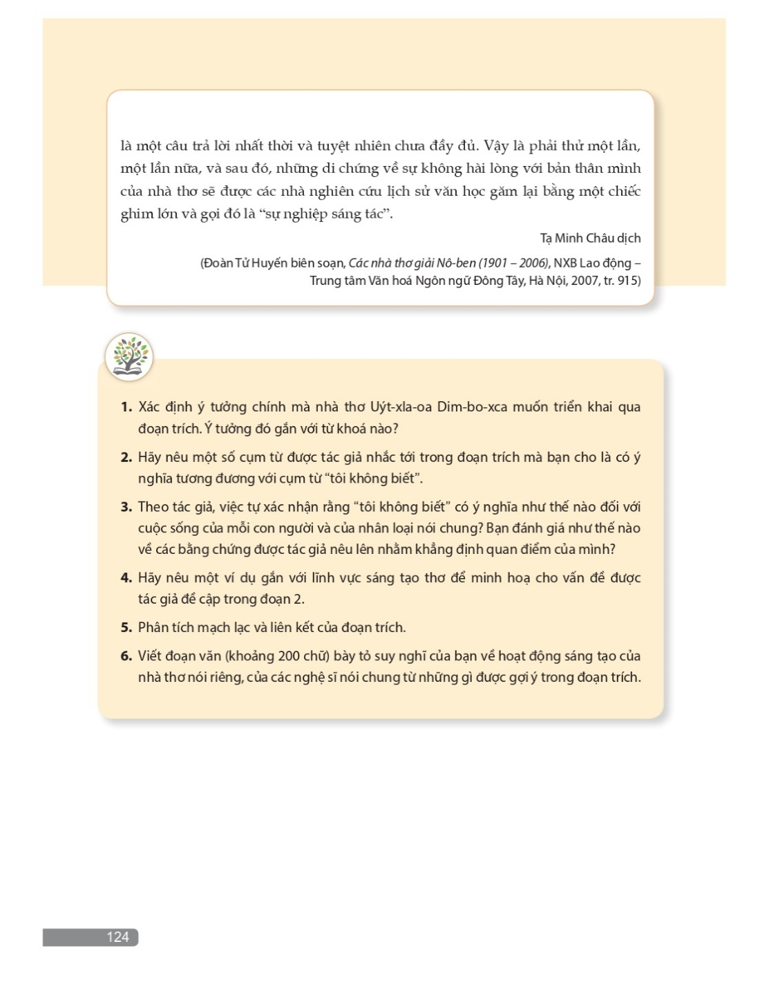 là một câu trả lời nhất thời và tuyệt nhiên chưa đầy đủ. Vậy là phải thử một lần,
một lần nữa, và sau đó, những di chứng về sự không hài lòng với bản thân mình
của nhà thơ sẽ được các nhà nghiên cứu lịch sử văn học găm lại bằng một chiếc
ghim lớn và gọi đó là “sự nghiệp sáng tác”.
Tạ Minh Châu dịch
(Đoàn Tử Huyến biên soạn, Các nhà thơ giải Nô-ben (1901 – 2006), NXB Lao động –
Trung tâm Văn hoá Ngôn ngữ Đông Tây, Hà Nội, 2007, tr. 915)
1. Xác định ý tưởng chính mà nhà thơ Uýt-xla-oa Dim-bo-xca muốn triển khai qua
đoạn trích. Ý tưởng đó gắn với từ khoá nào?
2. Hãy nêu một số cụm từ được tác giả nhắc tới trong đoạn trích mà bạn cho là có ý
nghĩa tương đương với cụm từ “tôi không biết”.
3. Theo tác giả, việc tự xác nhận rằng “tôi không biết” có ý nghĩa như thế nào đối với
cuộc sống của mỗi con người và của nhân loại nói chung? Bạn đánh giá như thế nào
về các bằng chứng được tác giả nêu lên nhằm khẳng định quan điểm của mình?
4. Hãy nêu một ví dụ gắn với lĩnh vực sáng tạo thơ để minh hoạ cho vấn đề được
tác giả đề cập trong đoạn 2.
5. Phân tích mạch lạc và liên kết của đoạn trích.
6. Viết đoạn văn (khoảng 200 chữ) bày tỏ suy nghĩ của bạn về hoạt động sáng tạo của
nhà thơ nói riêng, của các nghệ sĩ nói chung từ những gì được gợi ý trong đoạn trích.
124